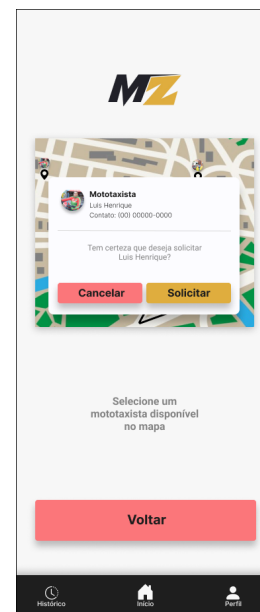 MZ
Mototaxista
Luis Henrique
Contato: (00) 00000-0000
Tem certeza que deseja solicitar
Luis Henrique?
Cancelar
Solicitar
Selecione um
mototaxista disponível
no mapa
Voltar
Histórico
Início
Perfil